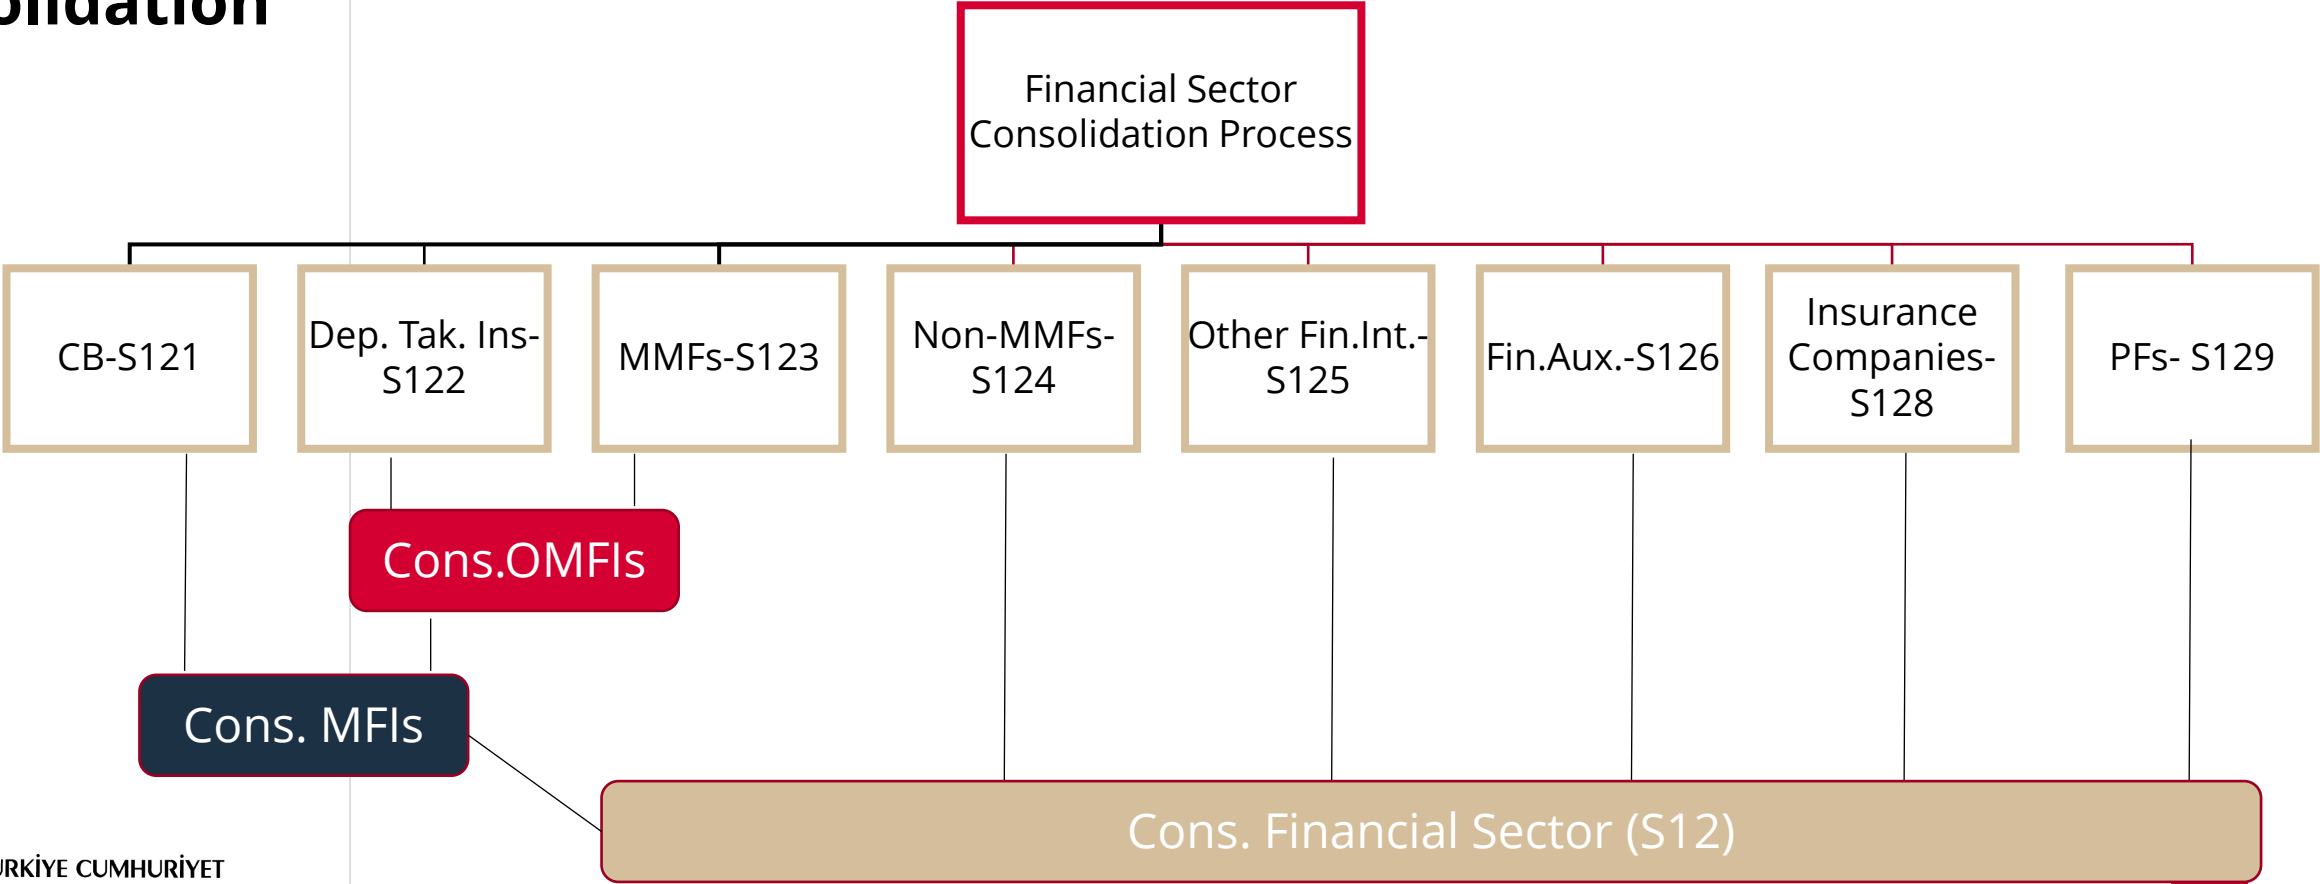 olidation
Financial Sector
Consolidation Process
CB-S121
Dep. Tak. Ins-
S122
MMFs-S123
Non-MMFs-
S124
Other Fin.Int.-
S125
Fin.Aux.-S126
Insurance
Companies-
S128
PFs- S129
Cons.OMFIs
Cons. MFIs
Cons. Financial Sector (S12)
ÜRKİYE CUMHURİYET